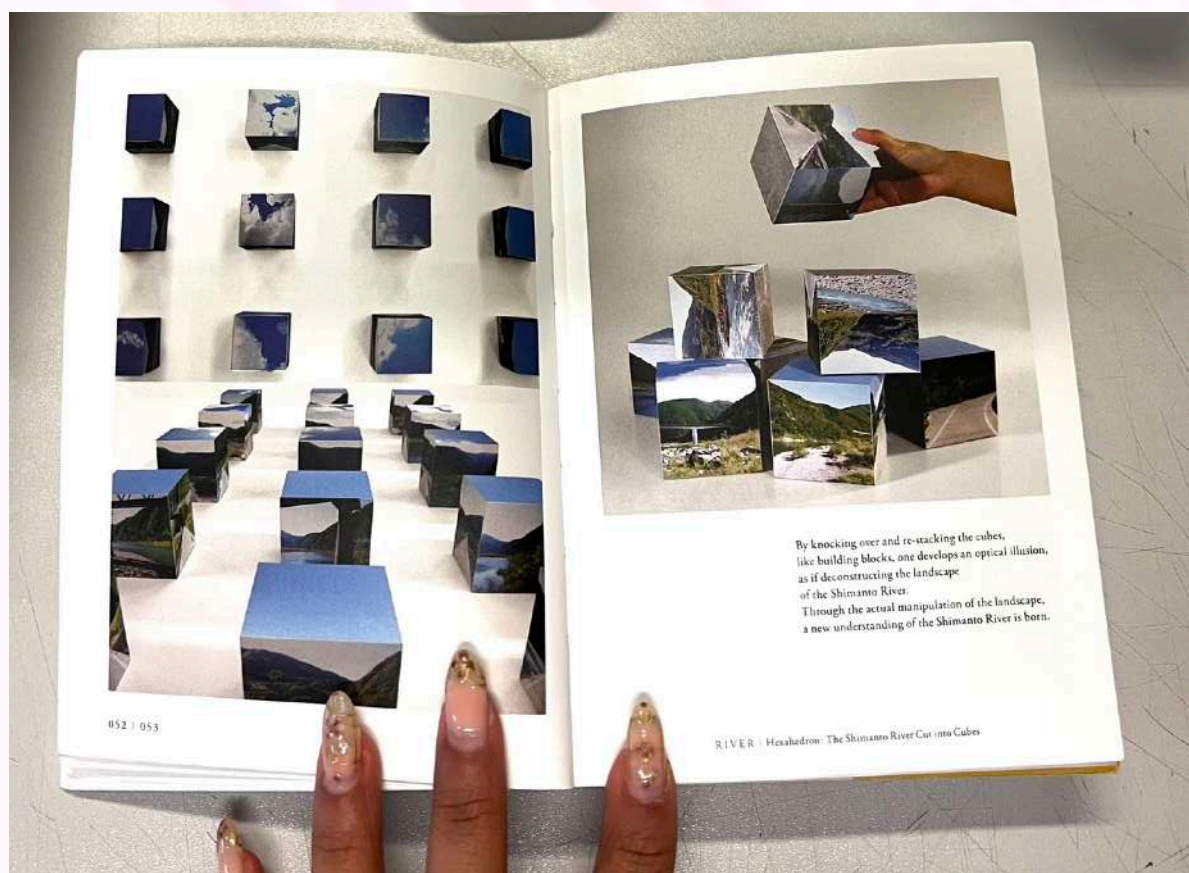 052 | 053
By knocking over and re-stacking the cubes,
like building blocks, one develops an optical illusion,
as if deconstructing the landscape
of the Shimanto River.
Through the actual manipulation of the landscape,
a new understanding of the Shimanto River is born.
RIVER | Hexahedron: The Shimanto River Cut into Cubes